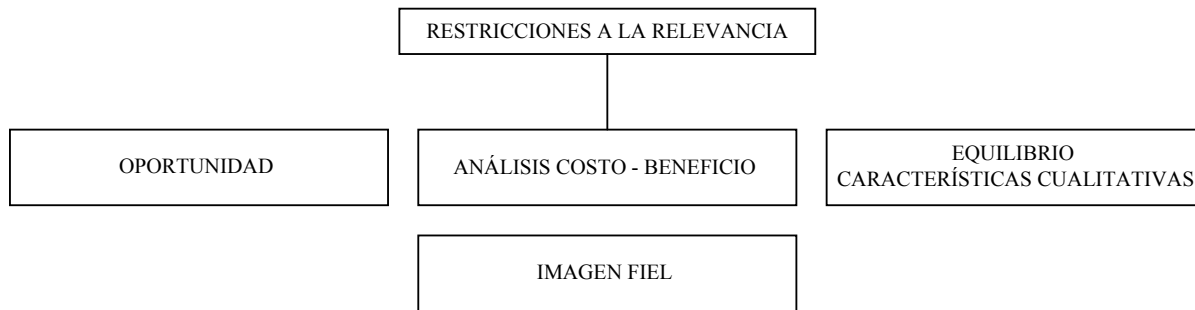 RESTRICCIONES A LA RELEVANCIA
OPORTUNIDAD
ANÁLISIS COSTO - BENEFICIO
EQUILIBRIO
CARACTERÍSTICAS CUALITATIVAS
IMAGEN FIEL